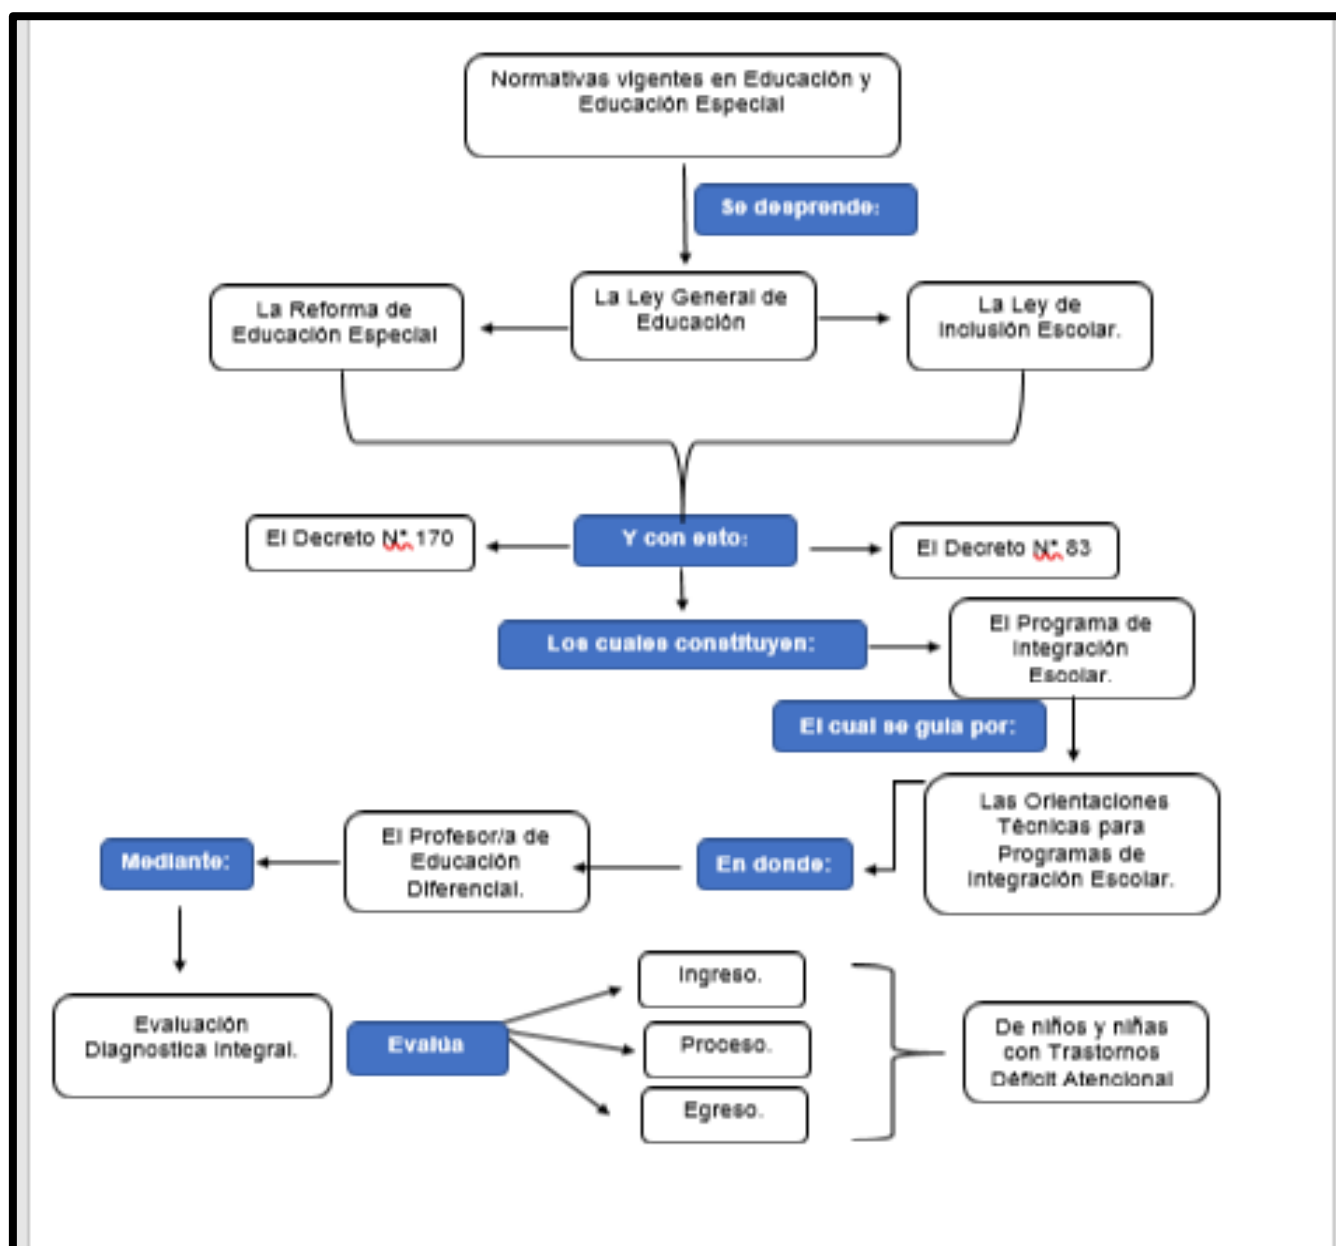 Normativas vigentes en Educación y
Educación Especial
Se desprende:
La Reforma de
Educación Especial
La Ley General de
Educación
La Ley de
Inclusión Escolar.
El Decreto N° 170
Y con esto:
El Decreto N° 83
Los cuales constituyen:
El Programa de
Integración
Escolar.
El cual se guia por:
Las Orientaciones
Técnicas para
Programas de
Integración Escolar.
En donde:
El Profesor/a de
Educación
Diferencial.
Mediante:
Evaluación
Diagnostica Integral.
Evalúa
Ingreso.
Proceso.
Egreso.
De niños y niñas
con Trastornos
Déficit Atencional